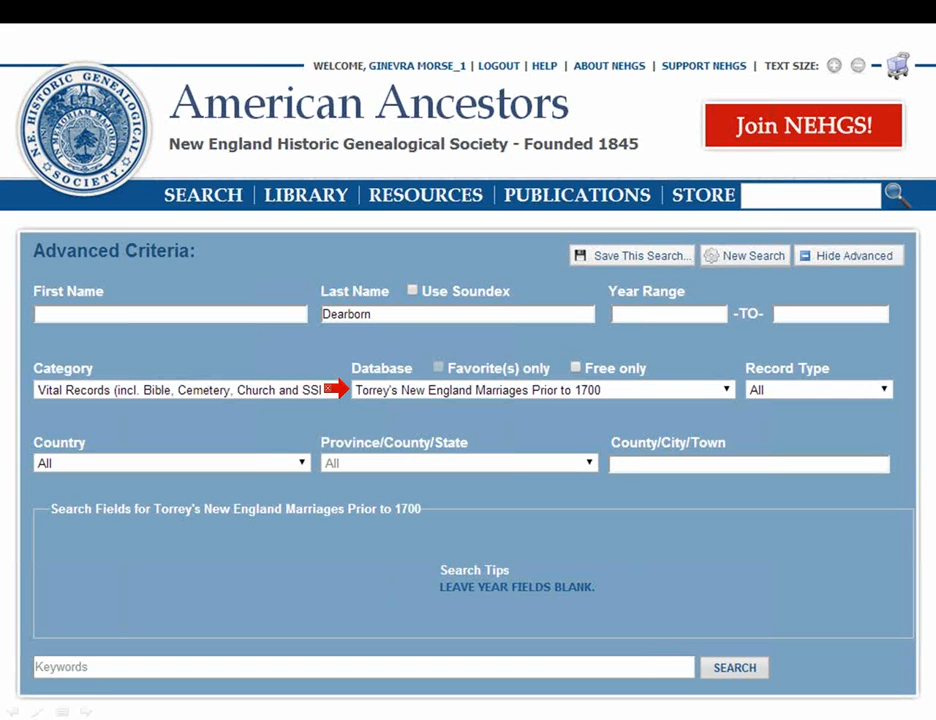 WELCOME, GINEVRA MORSE_1 | LOGOUT | HELP | ABOUT NEHGS | SUPPORT NEHGS | TEXT SIZE:
N.E. HISTORIC GENEALOGICAL SOCIETY.
American Ancestors
New England Historic Genealogical Society - Founded 1845
Join NEHGS!
SEARCH | LIBRARY | RESOURCES | PUBLICATIONS | STORE
Advanced Criteria:
Save This Search... New Search Hide Advanced
First Name Last Name Use Soundex Year Range
Dearborn -TO-
Category Database Favorite(s) only Free only Record Type
Vital Records (incl. Bible, Cemetery, Church and SSI Torrey's New England Marriages Prior to 1700 All
Country Province/County/State County/City/Town
All All
Search Fields for Torrey's New England Marriages Prior to 1700
Search Tips
LEAVE YEAR FIELDS BLANK.
Keywords SEARCH